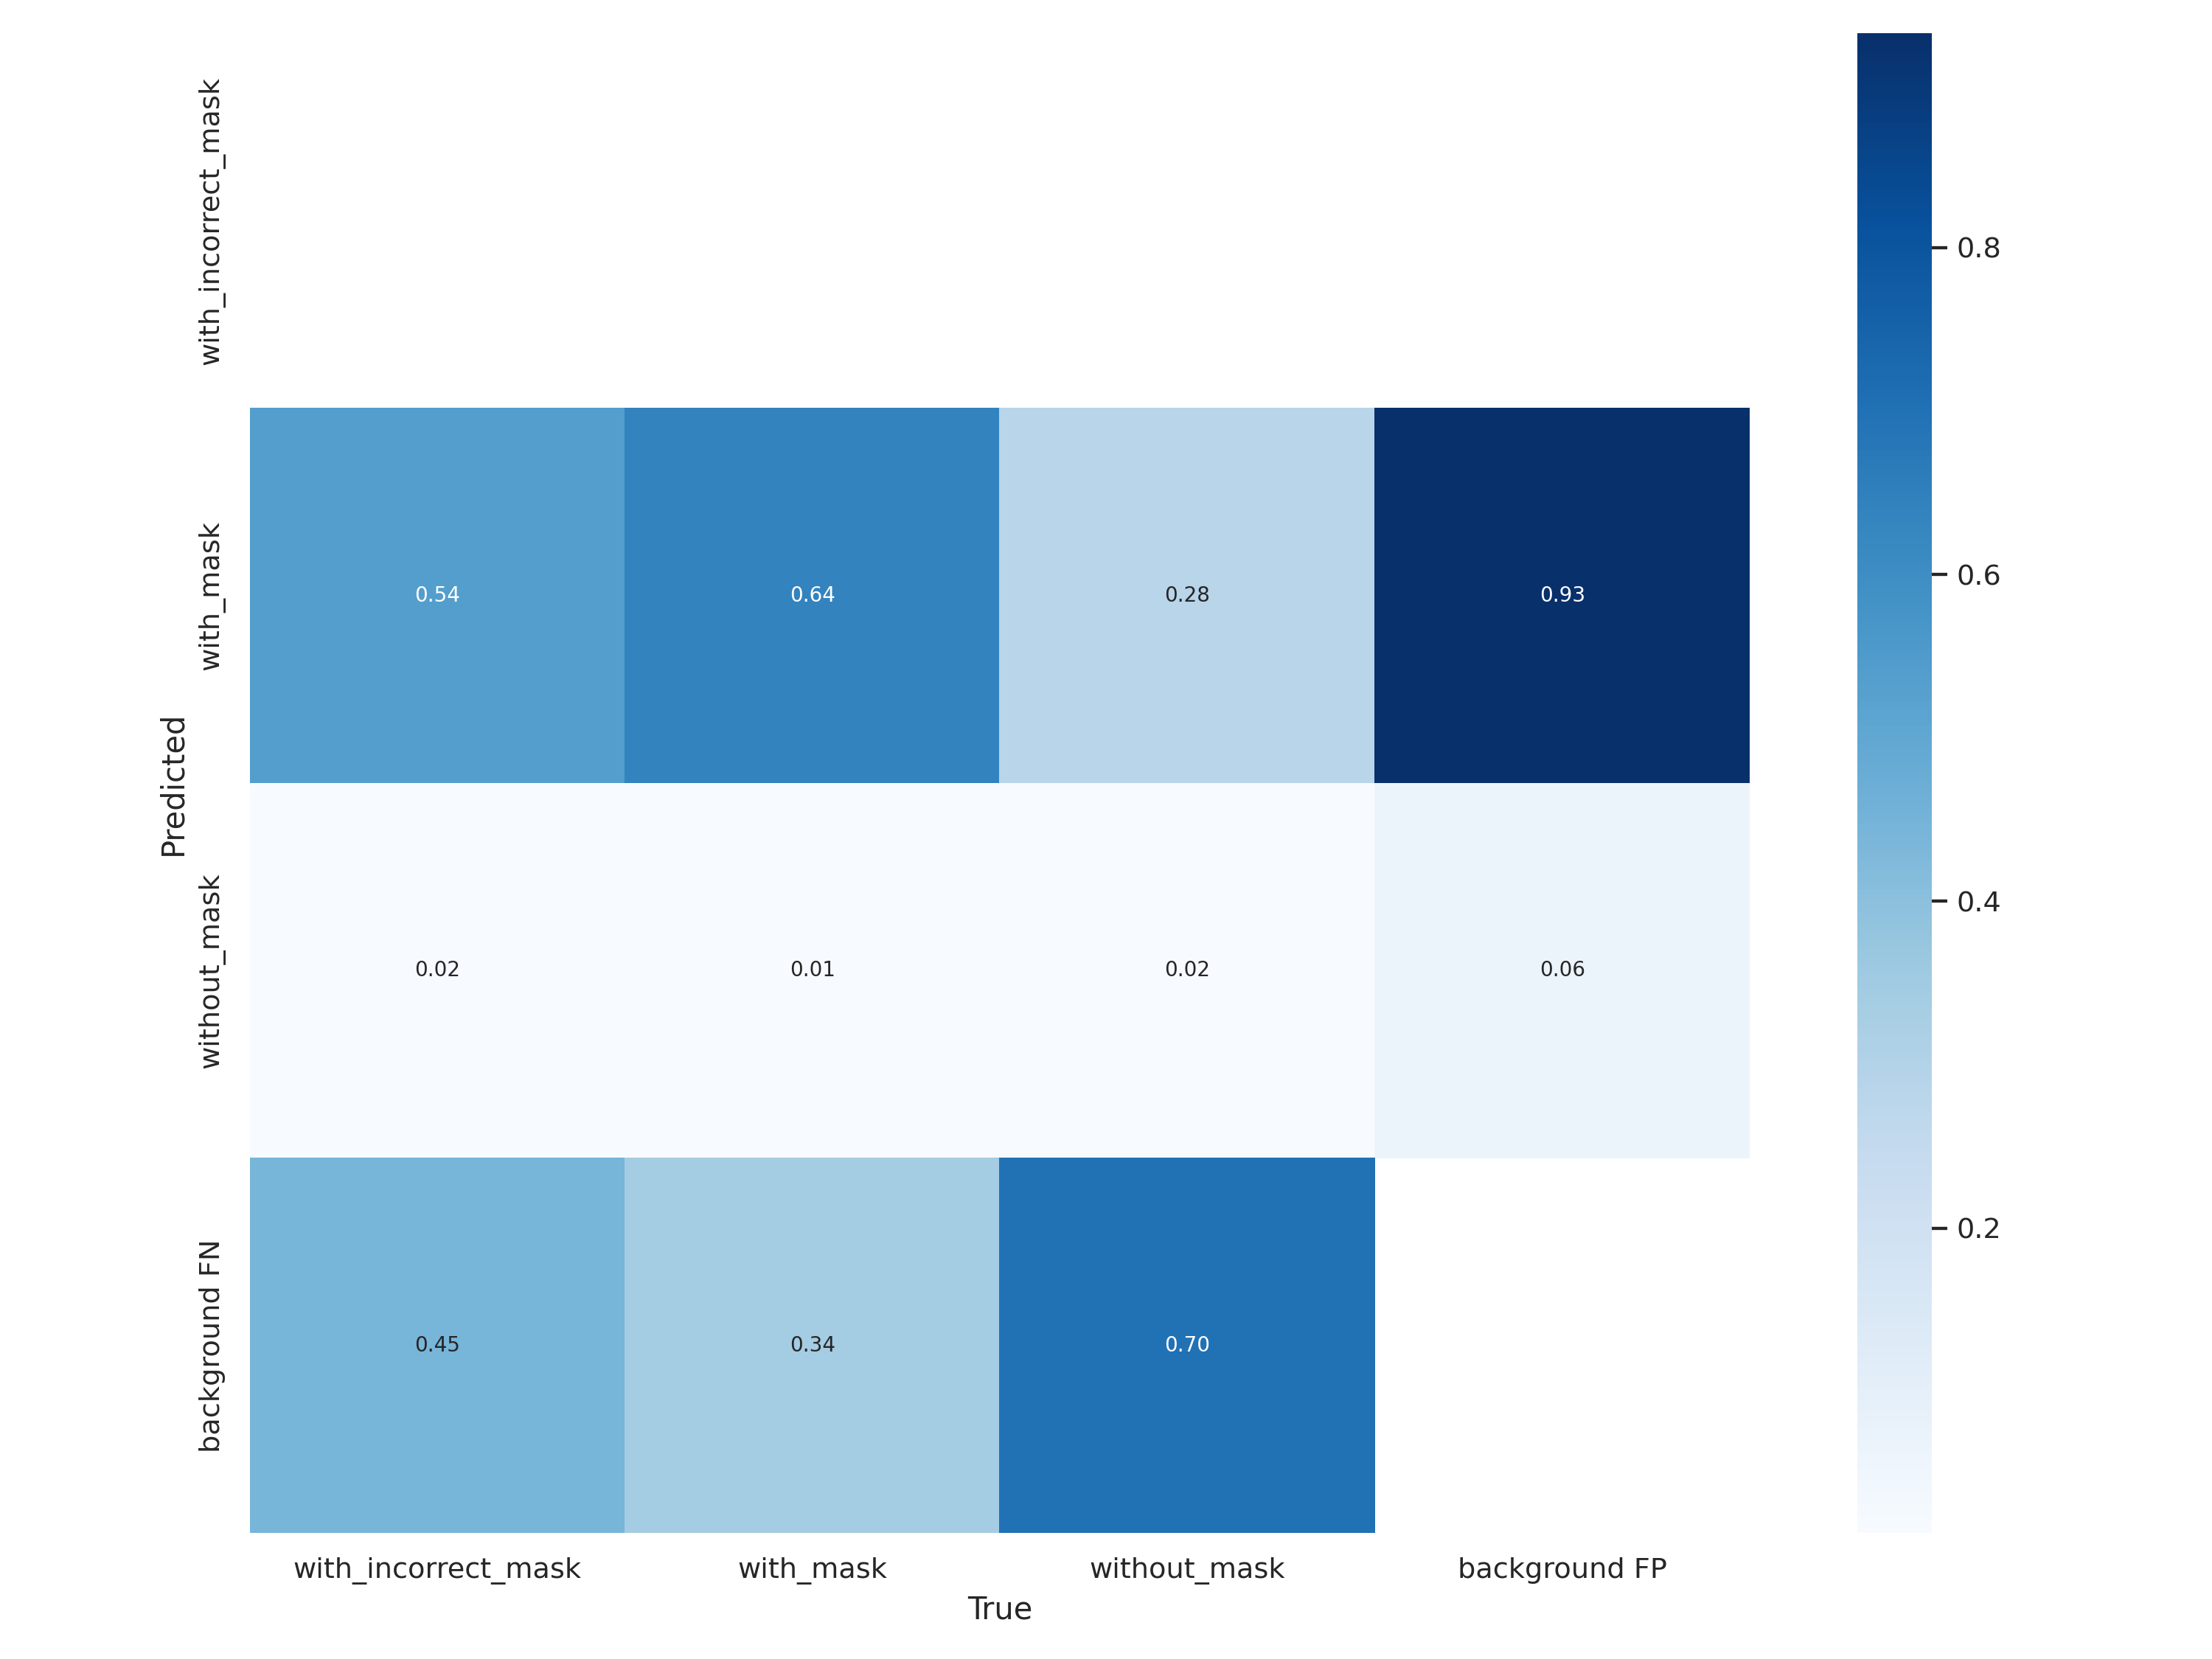 with_incorrect_mask
with_mask
without_mask
background FN
Predicted
0.54 0.64 0.28 0.93
0.02 0.01 0.02 0.06
0.45 0.34 0.70
with_incorrect_mask with_mask without_mask background FP
True
0.8
0.6
0.4
0.2